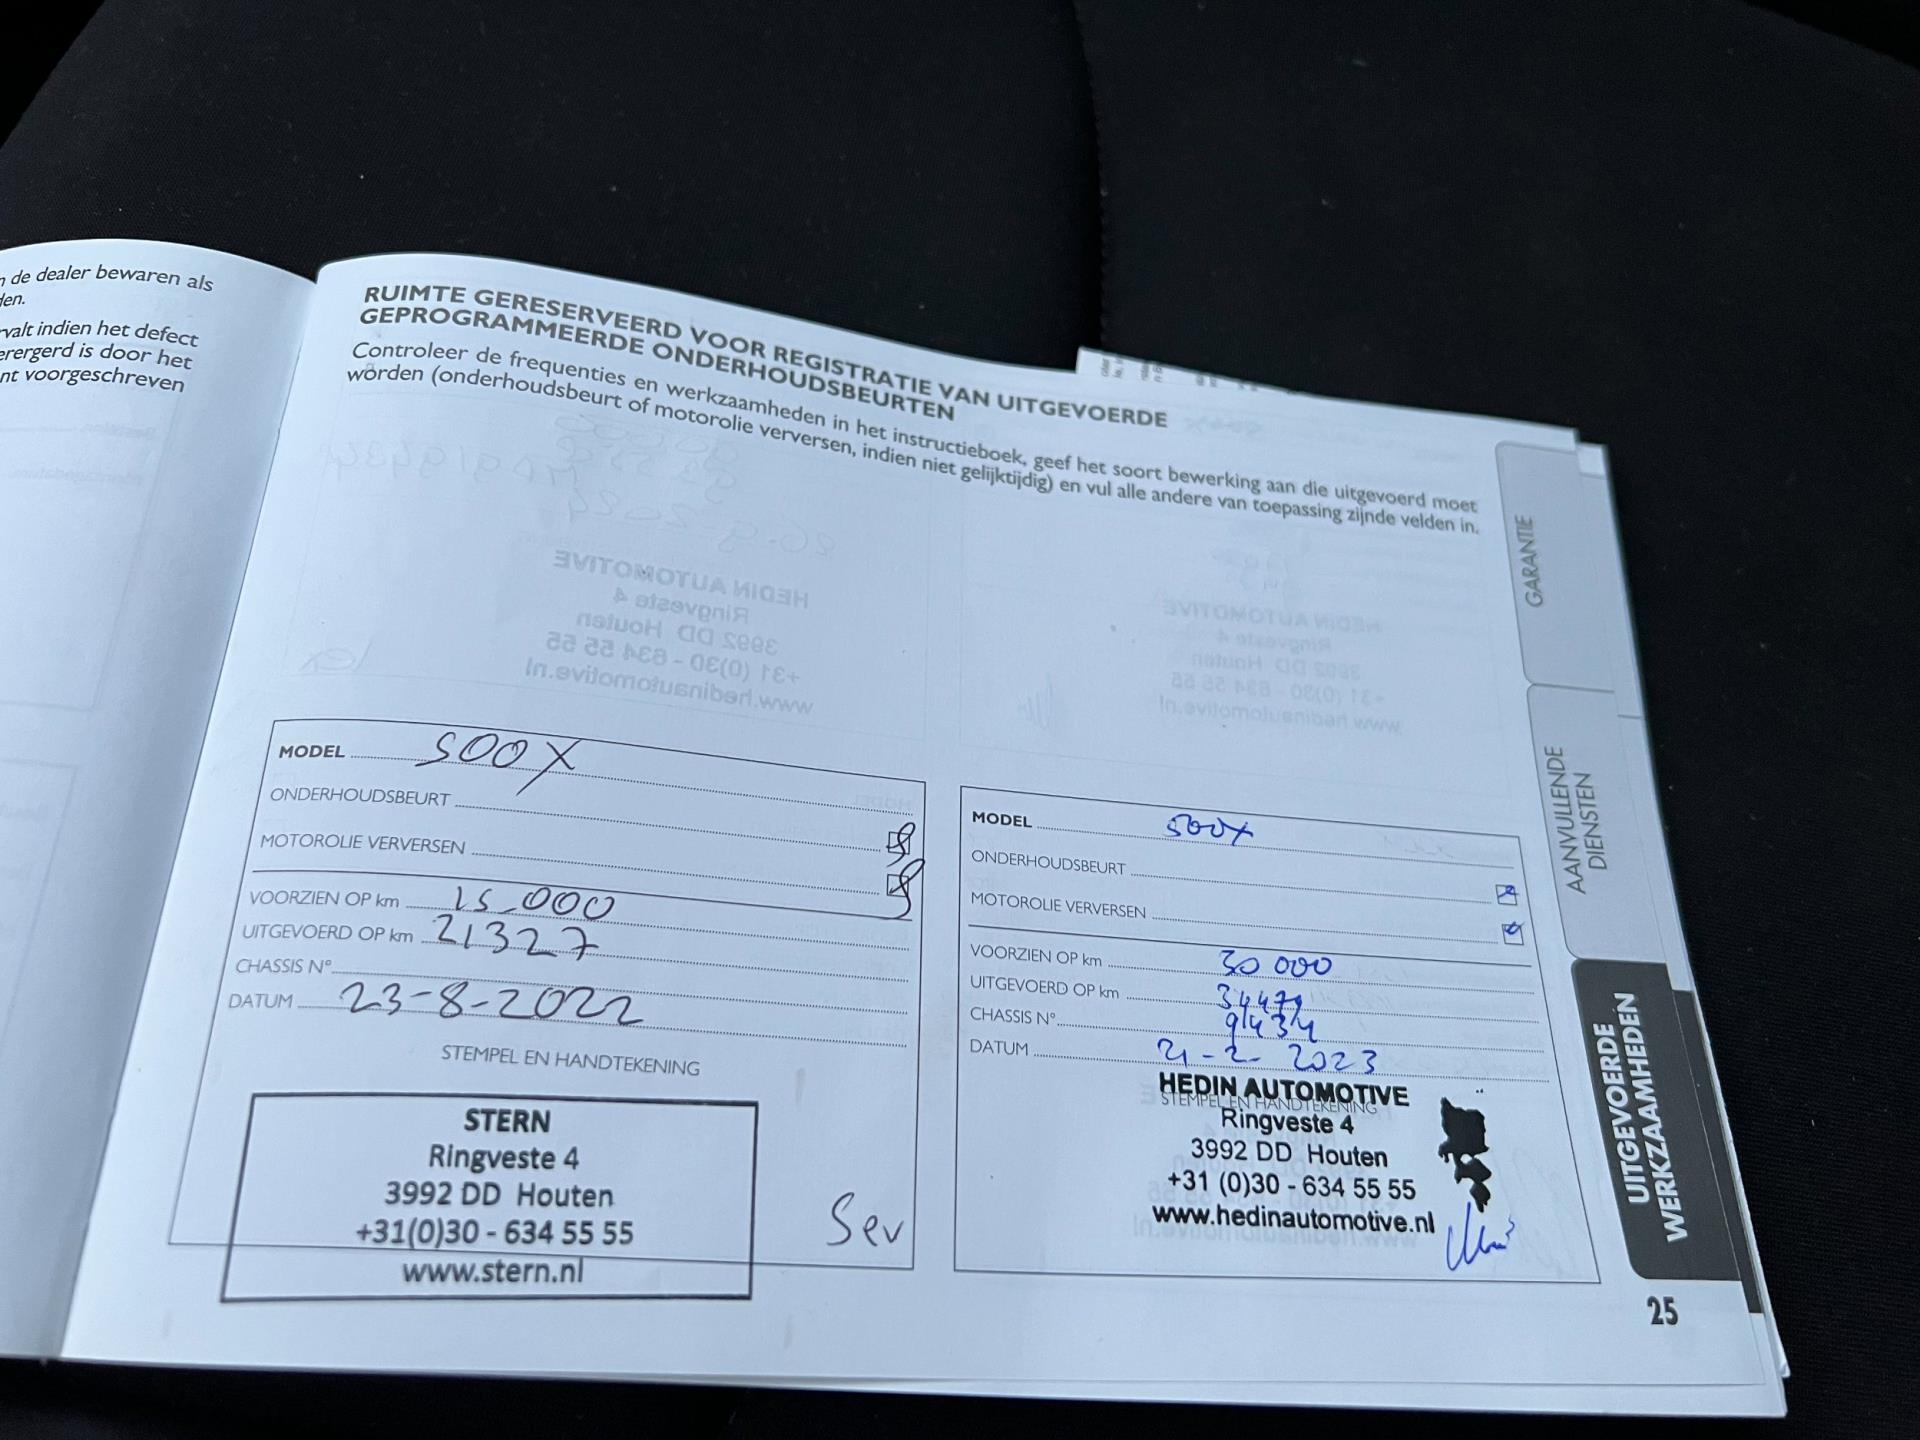 n de dealer bewaren als
den.
rvalt indien het defect
erergerd is door het
nt voorgeschreven
RUIMTE GERESERVEERD VOOR REGISTRATIE VAN UITGEVOERDE
GEPROGRAMMEERDE ONDERHOUDSBEURTEN
Controleer de frequenties en werkzaamheden in het instructieboek, geef het soort bewerking aan die uitgevoerd moet
worden (onderhoudsbeurt of motorolie verversen, indien niet gelijktijdig) en vul alle andere van toepassing zijnde velden in.
MODEL 500X
ONDERHOUDSBEURT
MOTOROLIE VERVERSEN
VOORZIEN OP km 15.000
UITGEVOERD OP km 21327
CHASSIS N°
DATUM 23-8-2022
STEMPEL EN HANDTEKENING
STERN
Ringveste 4
3992 DD Houten
+31(0)30 - 634 55 55
www.stern.nl
Sev
MODEL 500x
ONDERHOUDSBEURT
MOTOROLIE VERVERSEN
VOORZIEN OP km 30 000
UITGEVOERD OP km 34479
CHASSIS N° 91434
DATUM 21-2-2023
HEDIN AUTOMOTIVE
STEMPEL EN HANDTEKENING
Ringveste 4
3992 DD Houten
+31 (0)30 - 634 55 55
www.hedinautomotive.nl
GARANTIE
AANVULLENDE
DIENSTEN
UITGEVOERDE
WERKZAAMHEDEN
25